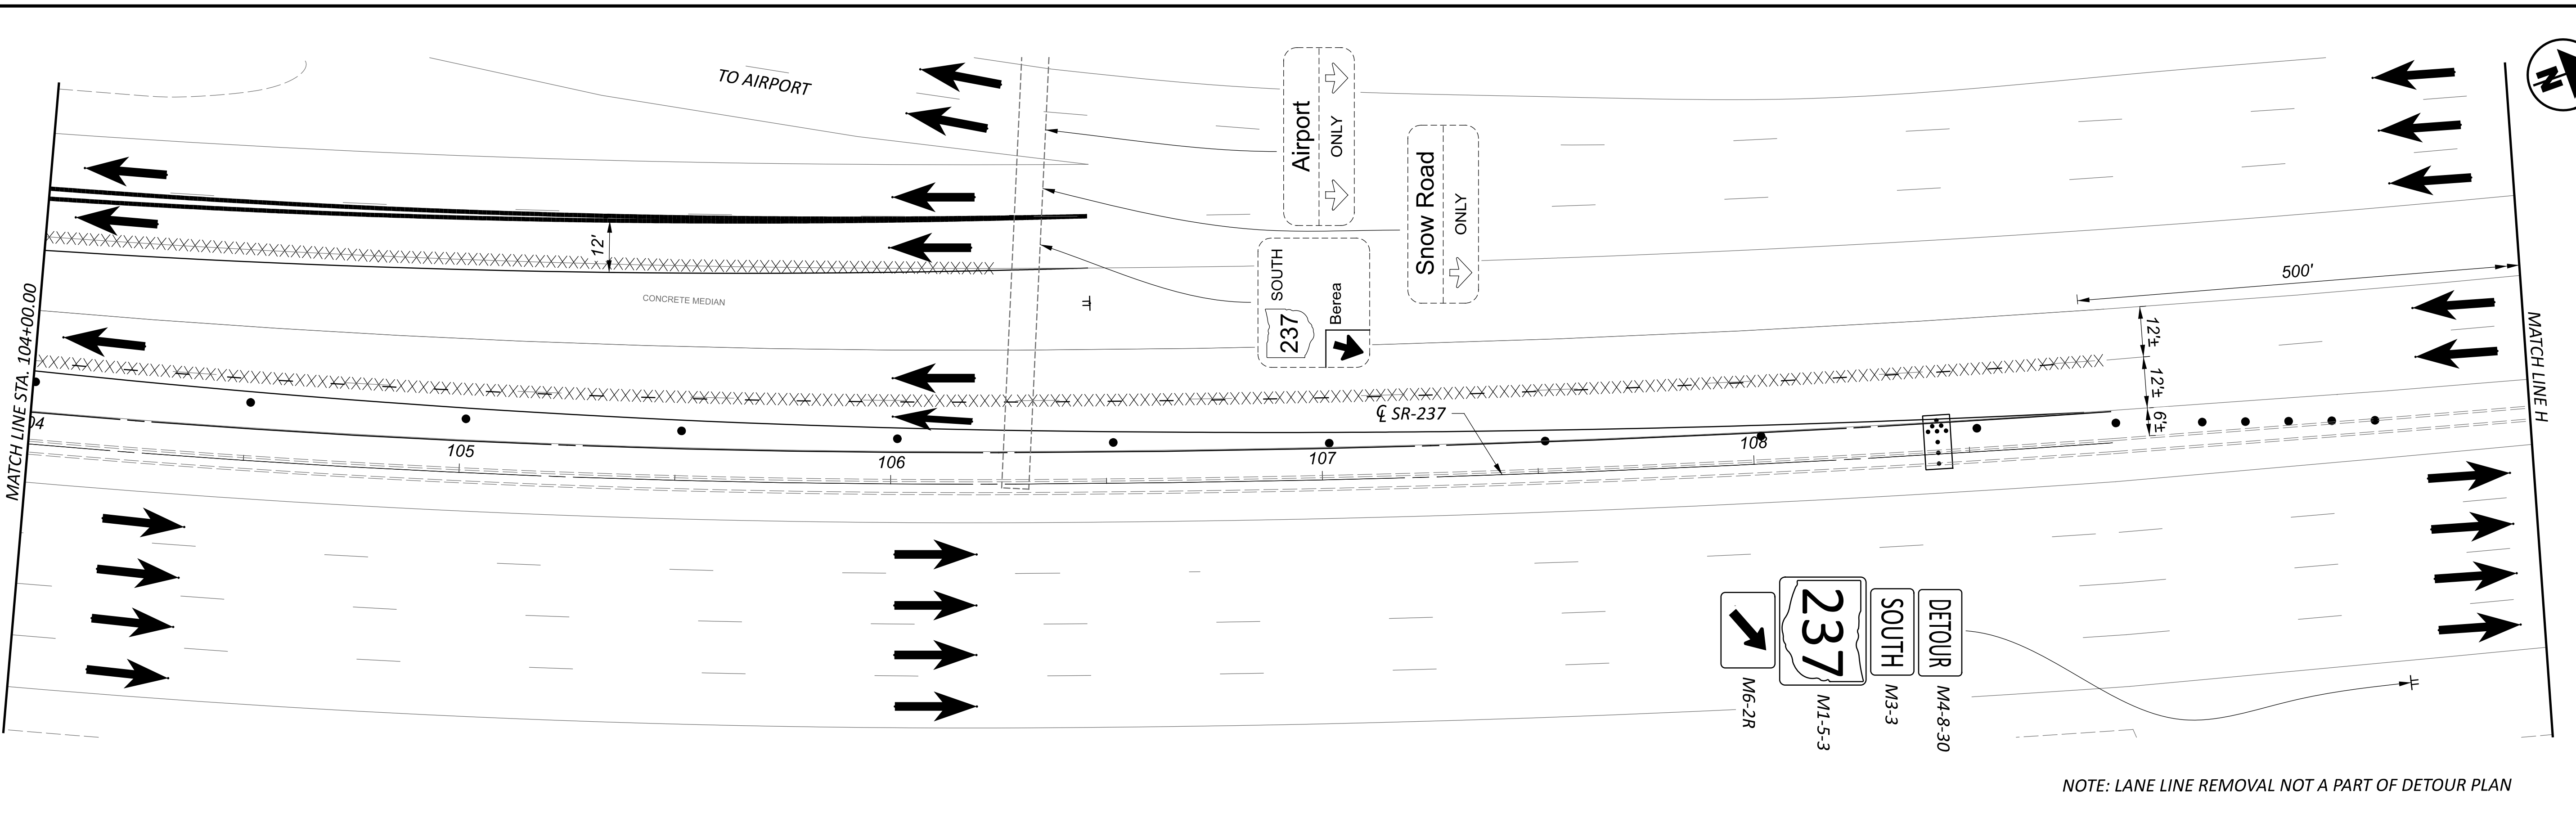 TO AIRPORT
Airport
ONLY
Snow Road
ONLY
SOUTH
237
Berea
N
500'
12'
CONCRETE MEDIAN
12'±
12'±
6'±
MATCH LINE STA. 104+00.00
MATCH LINE H
04
105
106
107
108
℄ SR-237
DETOUR
SOUTH
237
M4-8-30
M3-3
M1-5-3
M6-2R
NOTE: LANE LINE REMOVAL NOT A PART OF DETOUR PLAN